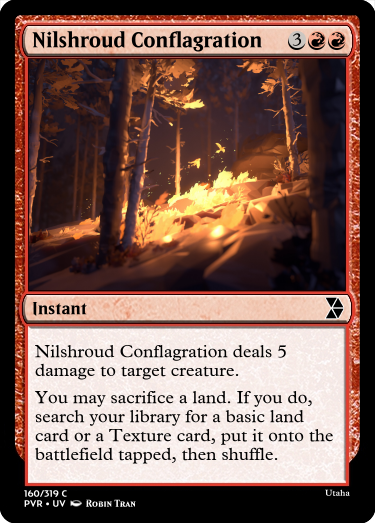 Nilshroud Conflagration 3
Instant
Nilshroud Conflagration deals 5
damage to target creature.
You may sacrifice a land. If you do,
search your library for a basic land
card or a Texture card, put it onto the
battlefield tapped, then shuffle.
160/319 C
PVR • UV Robin Tran
Utaha